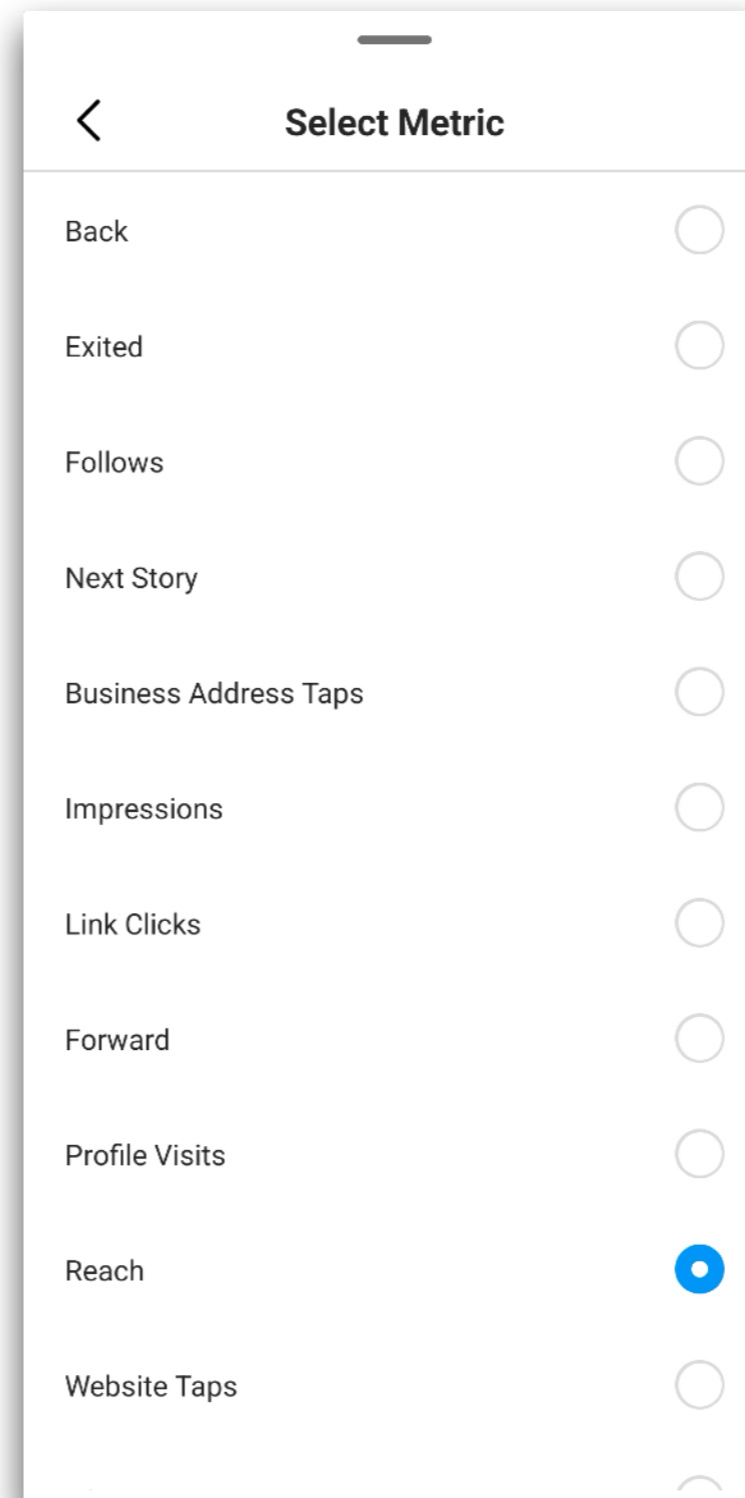 Select Metric
Back
Exited
Follows
Next Story
Business Address Taps
Impressions
Link Clicks
Forward
Profile Visits
Reach
Website Taps